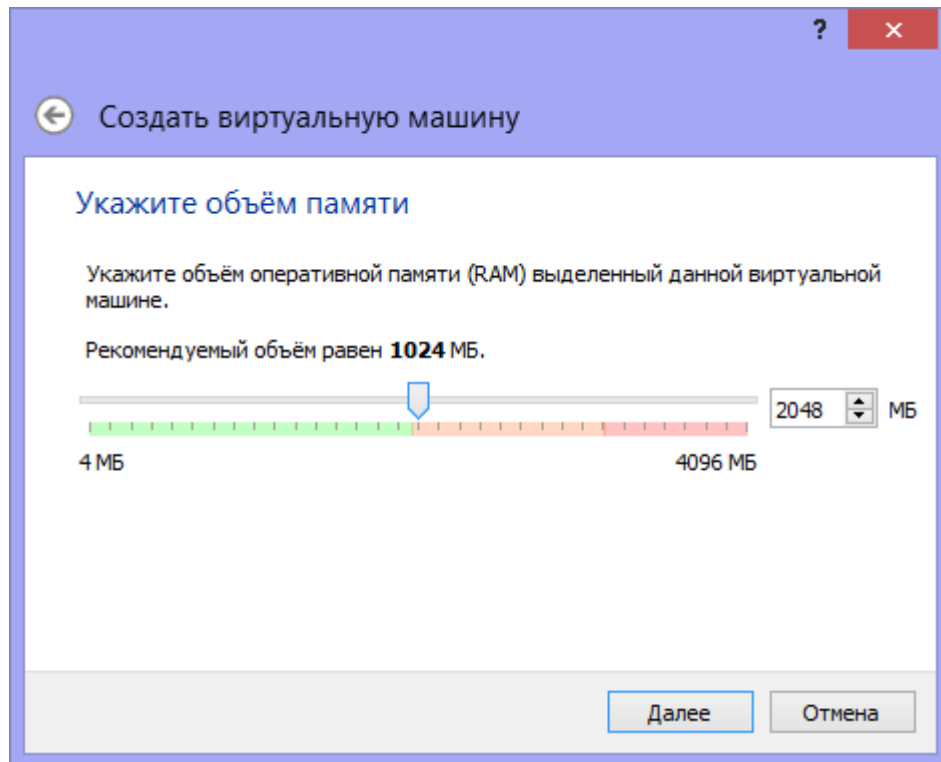 ?
Создать виртуальную машину
Укажите объём памяти
Укажите объём оперативной памяти (RAM) выделенный данной виртуальной
машине.
Рекомендуемый объём равен 1024 МБ.
2048 МБ
4 МБ 4096 МБ
Далее Отмена